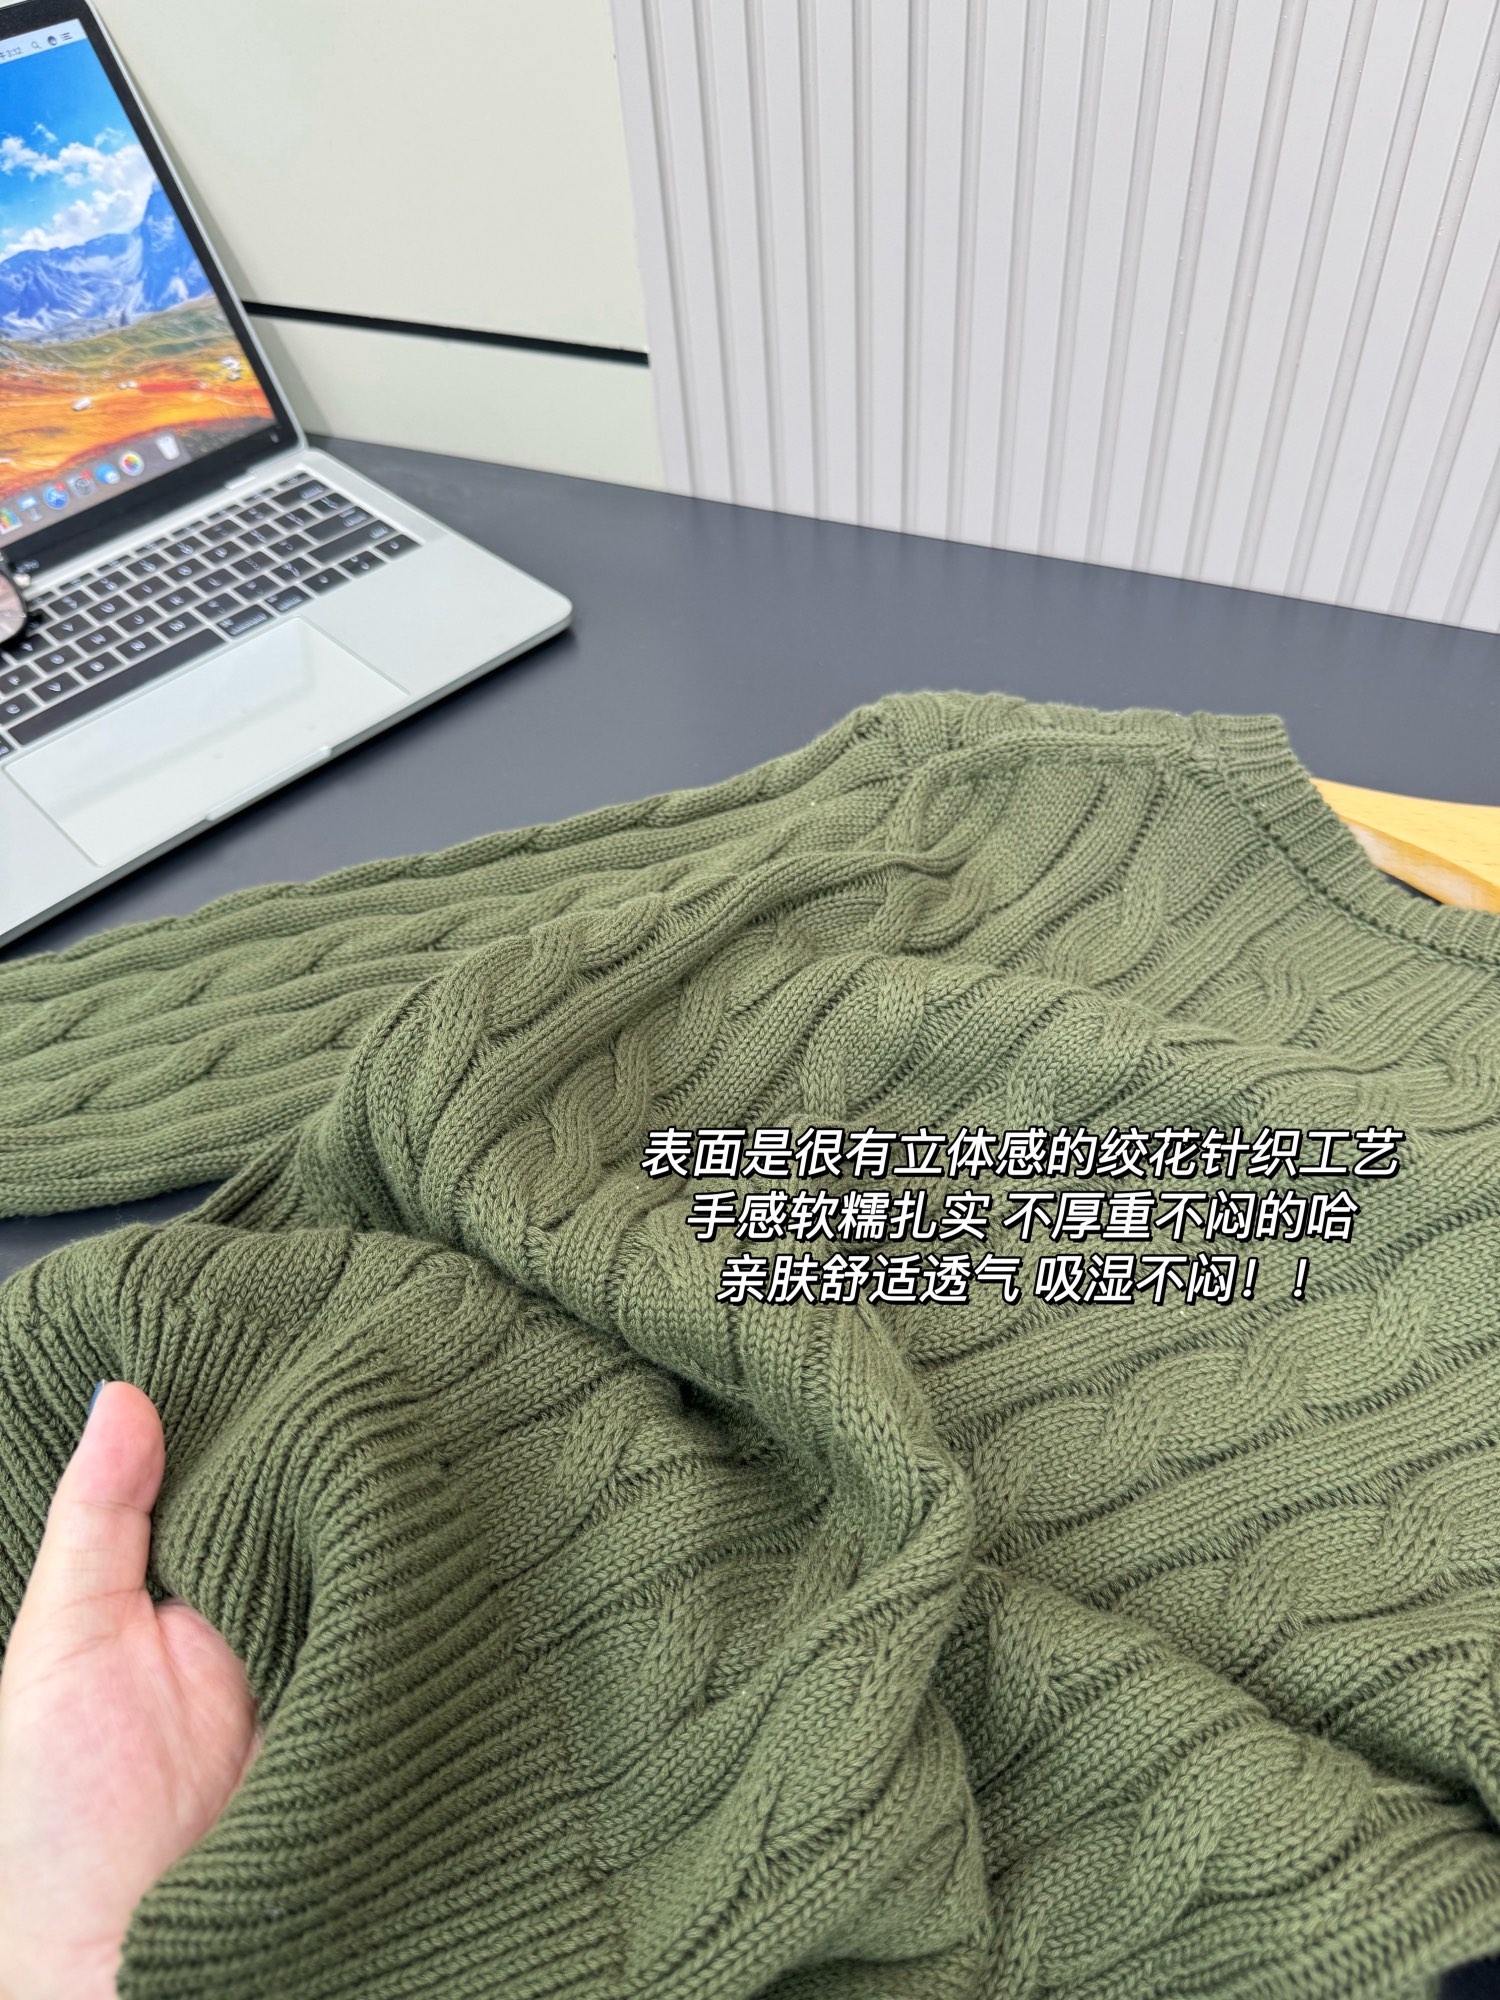 表面是很有立体感的绞花针织工艺
手感软糯扎实 不厚重不闷的哈
亲肤舒适透气 吸湿不闷！！